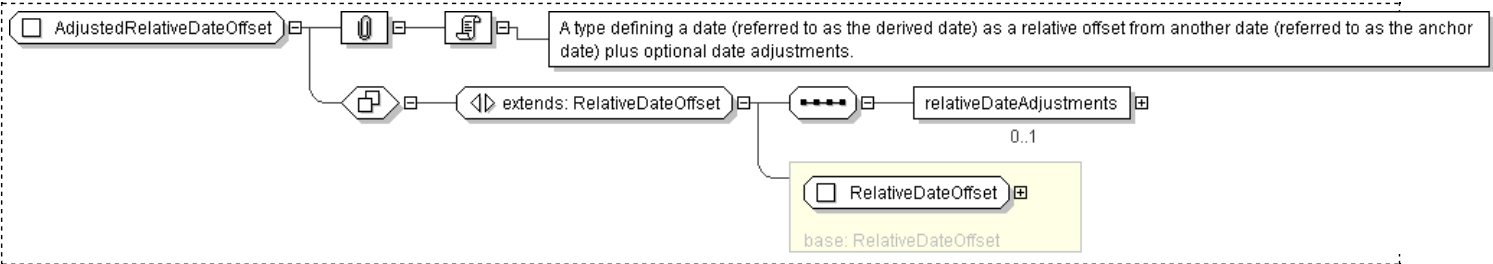 AdjustedRelativeDateOffset
A type defining a date (referred to as the derived date) as a relative offset from another date (referred to as the anchor
date) plus optional date adjustments.
extends: RelativeDateOffset
relativeDateAdjustments
0..1
RelativeDateOffset
base: RelativeDateOffset